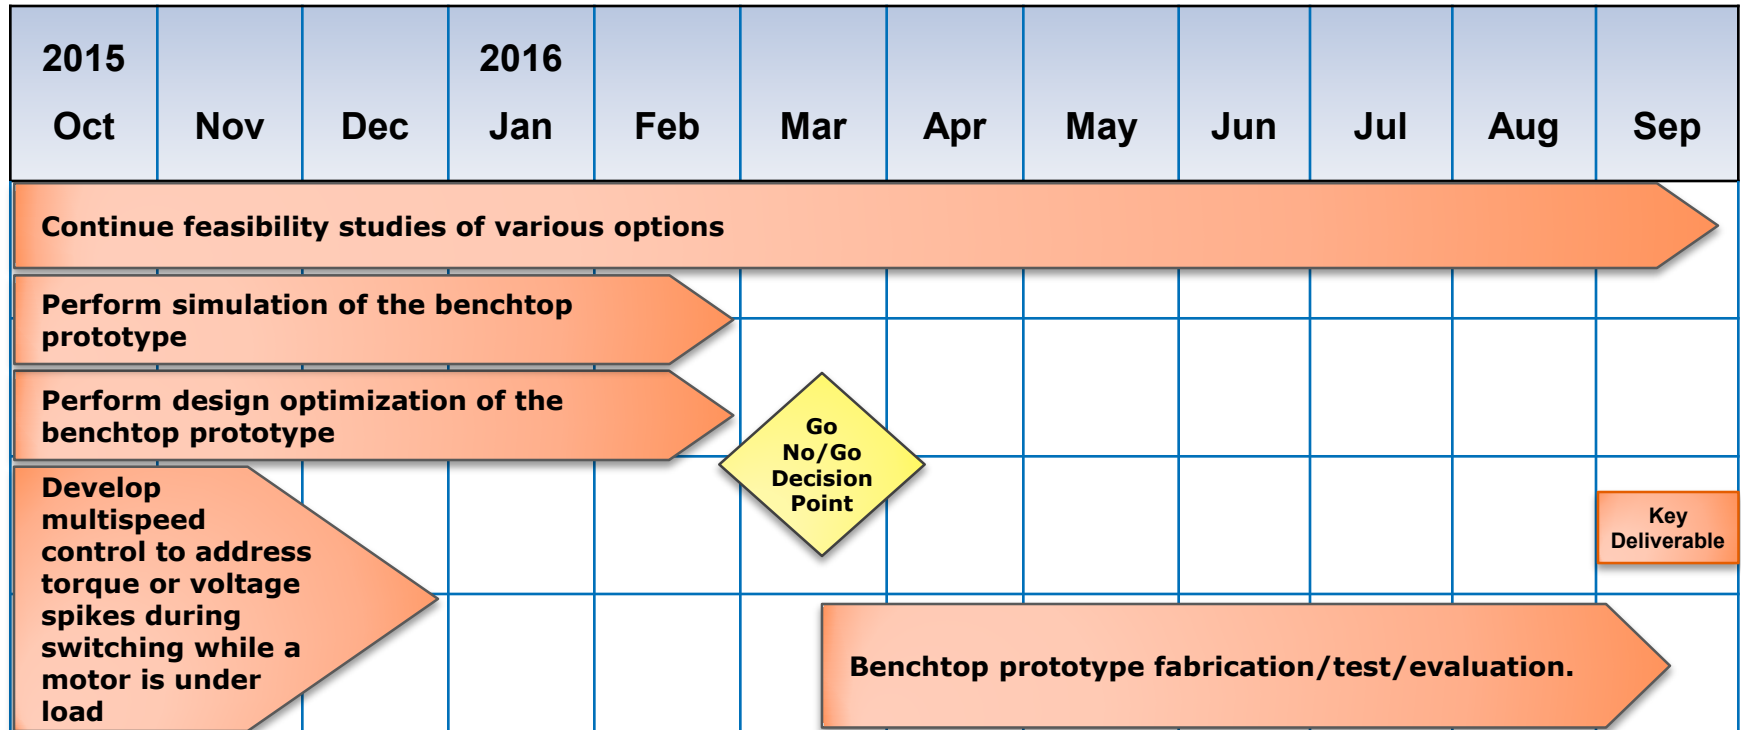 2015
2016
Oct Nov Dec Jan Feb Mar Apr May Jun Jul Aug Sep
Continue feasibility studies of various options
Perform simulation of the benchtop
prototype
Perform design optimization of the
benchtop prototype
Go
No/Go
Decision
Point
Develop
multispeed
control to address
torque or voltage
spikes during
switching while a
motor is under
load
Key
Deliverable
Benchtop prototype fabrication/test/evaluation.